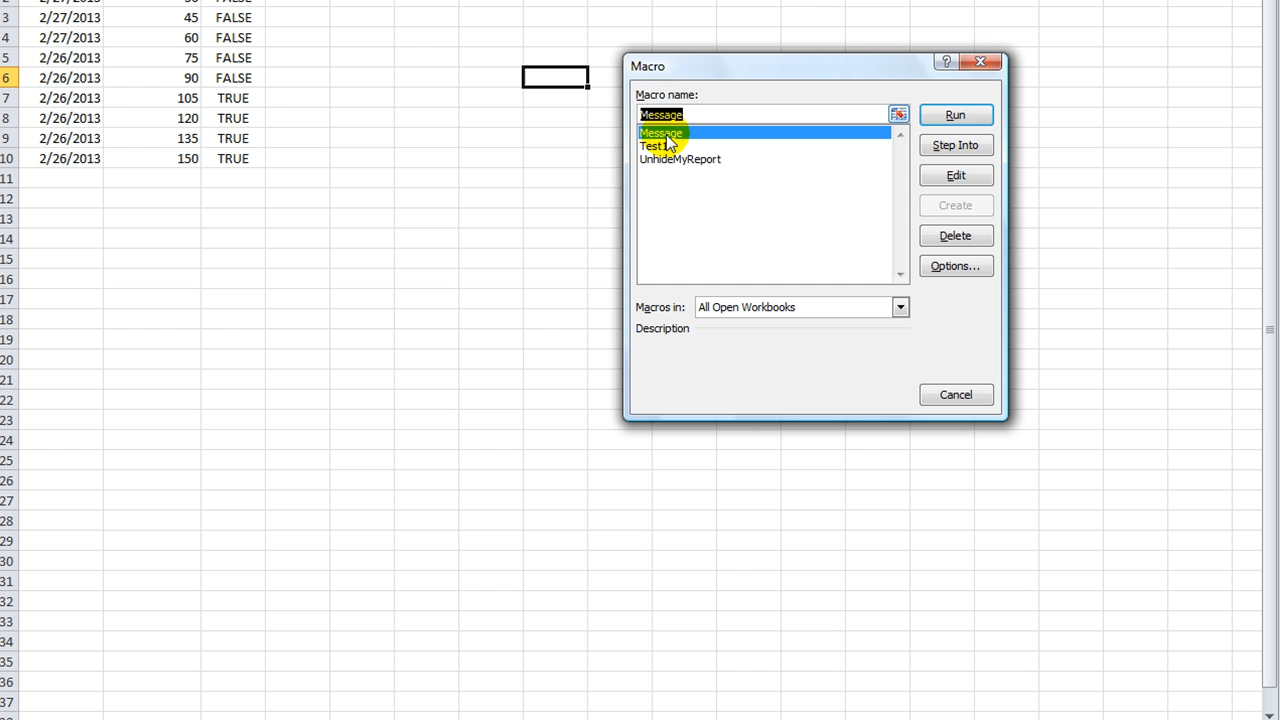 3 2/27/2013 45 FALSE
4 2/27/2013 60 FALSE
5 2/26/2013 75 FALSE
6 2/26/2013 90 FALSE
7 2/26/2013 105 TRUE
8 2/26/2013 120 TRUE
9 2/26/2013 135 TRUE
10 2/26/2013 150 TRUE
11
12
13
14
15
16
17
18
19
20
21
22
23
24
25
26
27
28
29
30
31
32
33
34
35
36
37
Macro
?
Macro name:
Message
Run
Message
Step Into
UnhideMyReport
Edit
Create
Delete
Options...
Macros in: All Open Workbooks
Description
Cancel